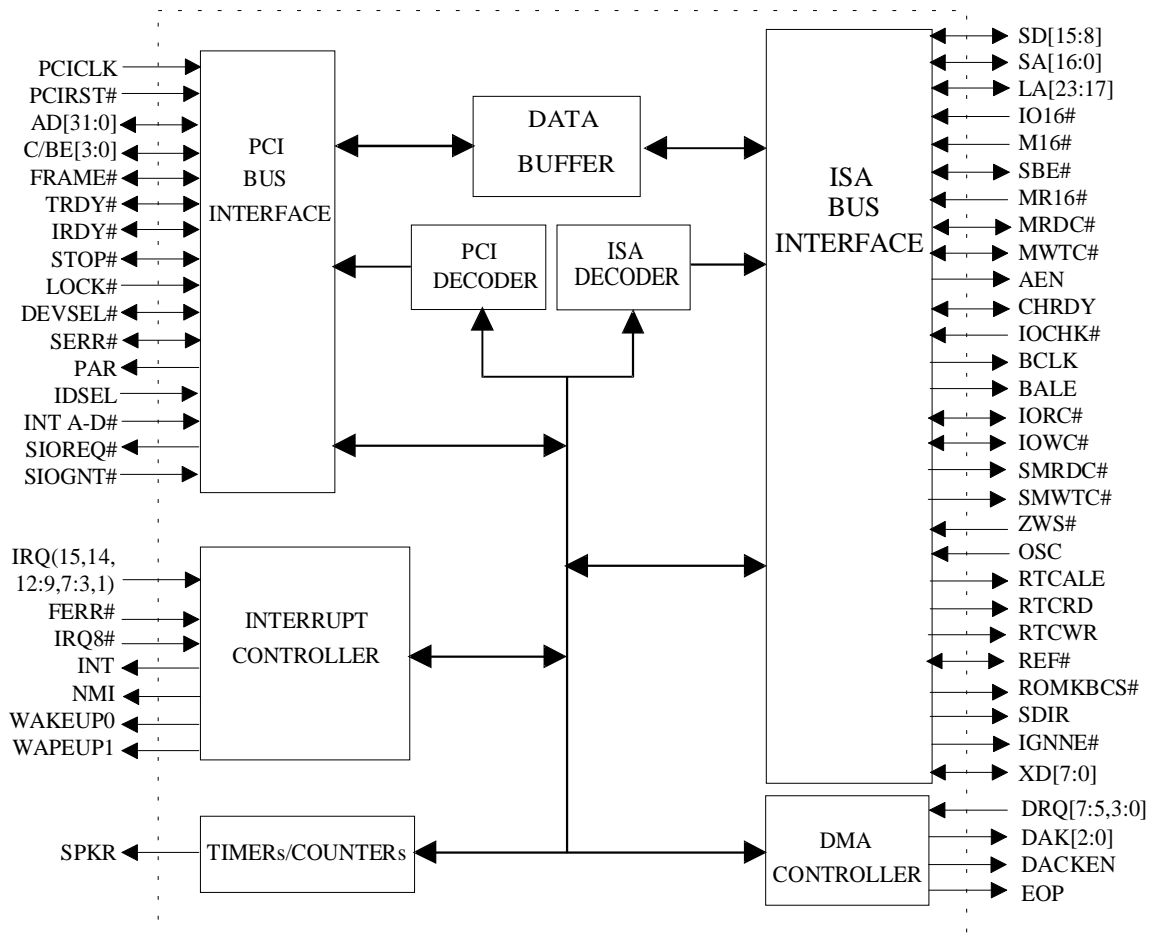 PCICLK
PCIRST#
AD[31:0]
C/BE[3:0]
FRAME#
TRDY#
IRDY#
STOP#
LOCK#
DEVSEL#
SERR#
PAR
IDSEL
INT A-D#
SIOREQ#
SIOGNT#
PCI
BUS
INTERFACE
DATA
BUFFER
PCI
DECODER
ISA
DECODER
ISA
BUS
INTERFACE
SD[15:8]
SA[16:0]
LA[23:17]
IO16#
M16#
SBE#
MR16#
MRDC#
MWTC#
AEN
CHRDY
IOCHK#
BCLK
BALE
IORC#
IOWC#
SMRDC#
SMWTC#
ZWS#
OSC
RTCALE
RTCRD
RTCWR
REF#
ROMKBCS#
SDIR
IGNNE#
XD[7:0]
IRQ(15,14,
12:9,7:3,1)
FERR#
IRQ8#
INT
NMI
WAKEUP0
WAPEUP1
INTERRUPT
CONTROLLER
SPKR
TIMERs/COUNTERs
DMA
CONTROLLER
DRQ[7:5,3:0]
DAK[2:0]
DACKEN
EOP